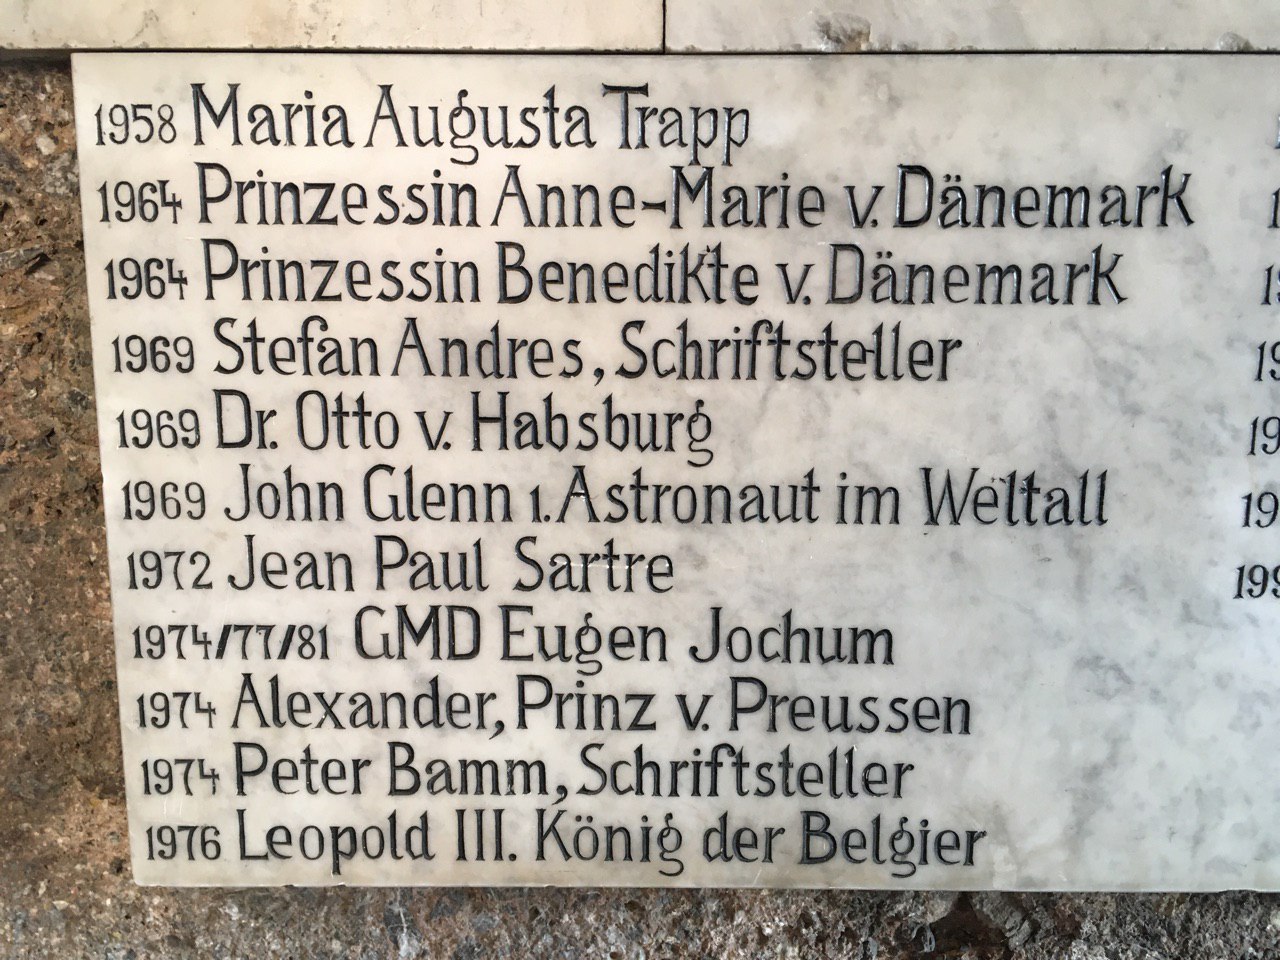 1958 Maria Augusta Trapp
1964 Prinzessin Anne-Marie v. Dänemark
1964 Prinzessin Benedikte v. Dänemark
1969 Stefan Andres, Schriftsteller
1969 Dr. Otto v. Habsburg
1969 John Glenn 1. Astronaut im Weltall
1972 Jean Paul Sartre
1974/77/81 GMD Eugen Jochum
1974 Alexander, Prinz v. Preussen
1974 Peter Bamm, Schriftsteller
1976 Leopold III. König der Belgier